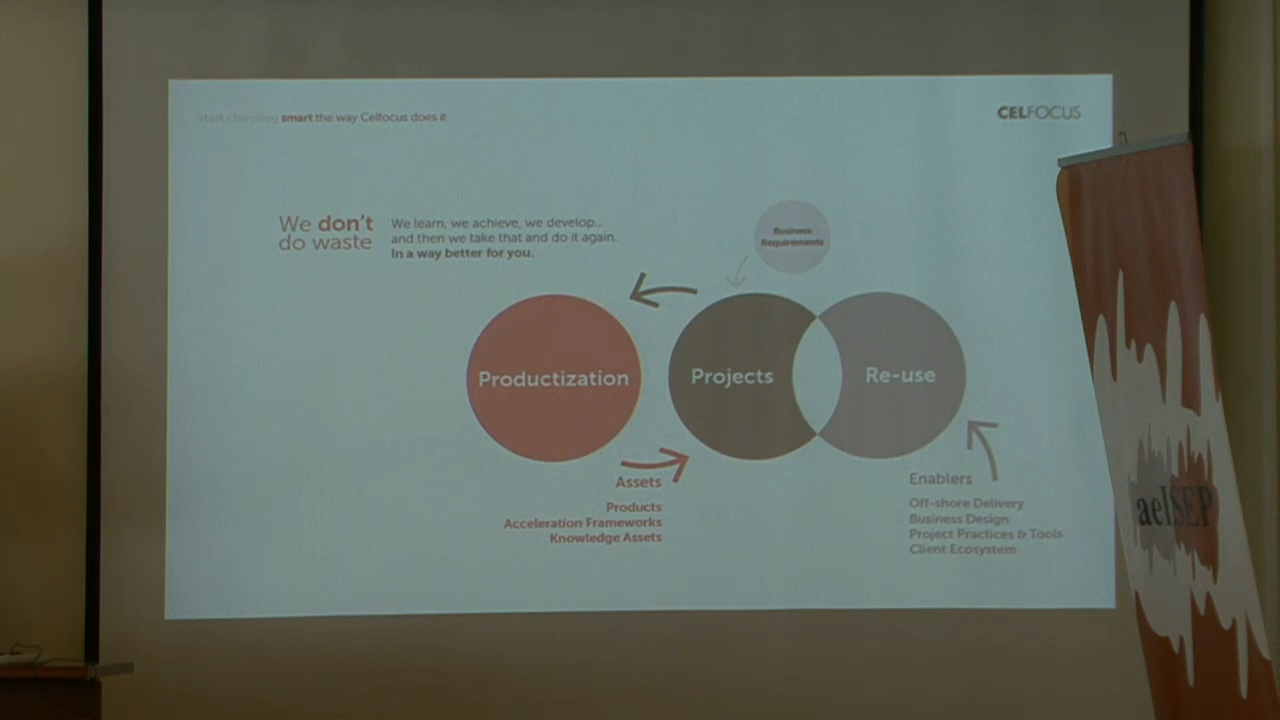 start choosing smart the way Celfocus does it
CELFOCUS
We don't
do waste
We learn, we achieve, we develop...
and then we take that and do it again.
In a way better for you.
Business
Requirements
Productization
Projects
Re-use
Assets
Products
Acceleration Frameworks
Knowledge Assets
Enablers
Off-shore Delivery
Business Design
Project Practices & Tools
Client Ecosystem
aeISEP